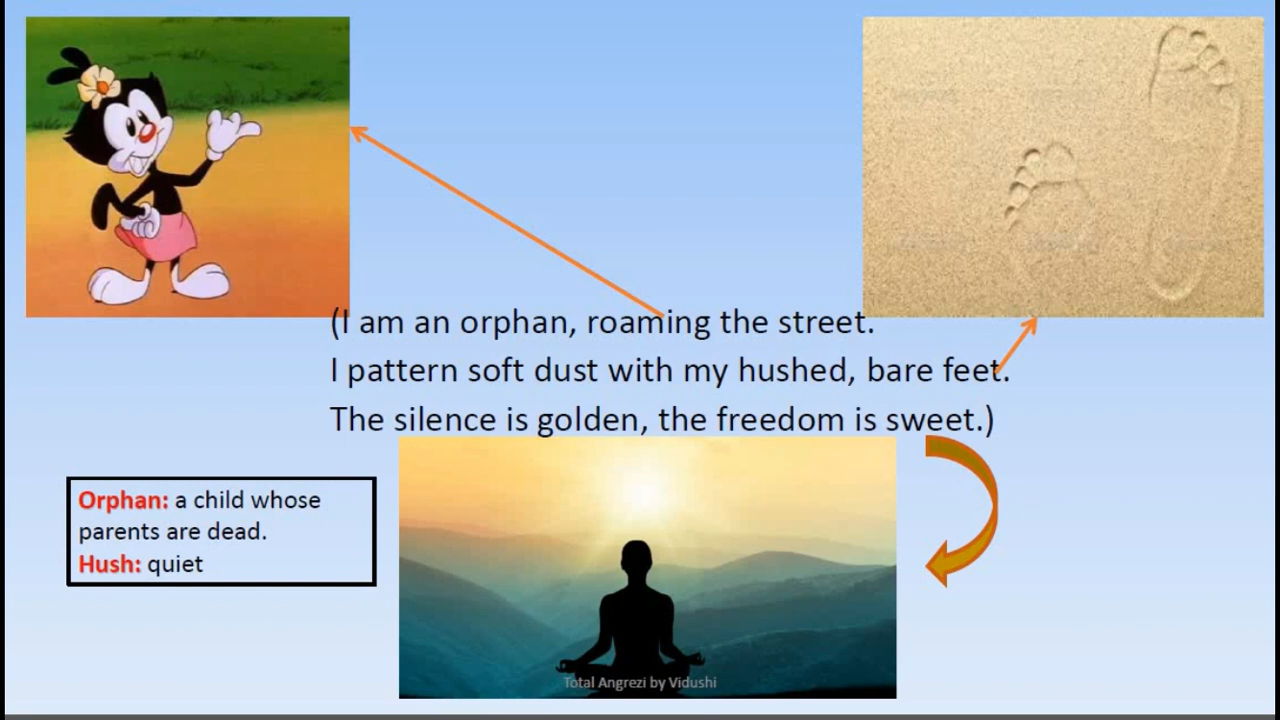 (I am an orphan, roaming the street.
I pattern soft dust with my hushed, bare feet.
The silence is golden, the freedom is sweet.)
Orphan: a child whose
parents are dead.
Hush: quiet
Total Angrezi by Vidushi